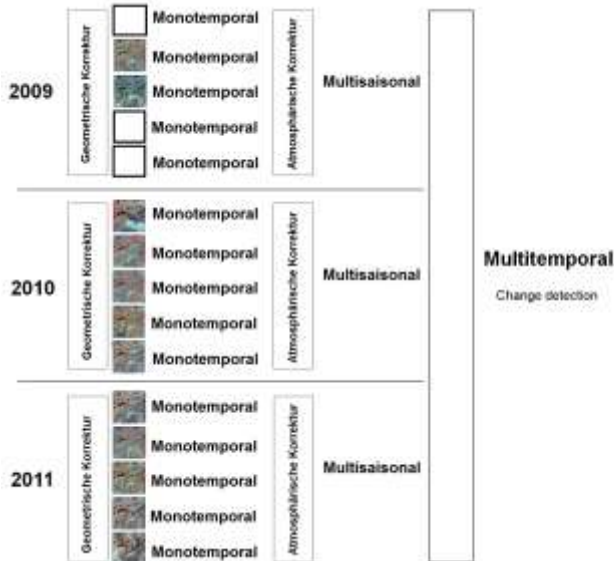 2009
Geometrische Korrektur
Monotemporal
Monotemporal
Monotemporal
Monotemporal
Monotemporal
Atmosphärische Korrektur
Multisaisonal
2010
Geometrische Korrektur
Monotemporal
Monotemporal
Monotemporal
Monotemporal
Monotemporal
Atmosphärische Korrektur
Multisaisonal
2011
Geometrische Korrektur
Monotemporal
Monotemporal
Monotemporal
Monotemporal
Monotemporal
Atmosphärische Korrektur
Multisaisonal
Multitemporal
Change detection